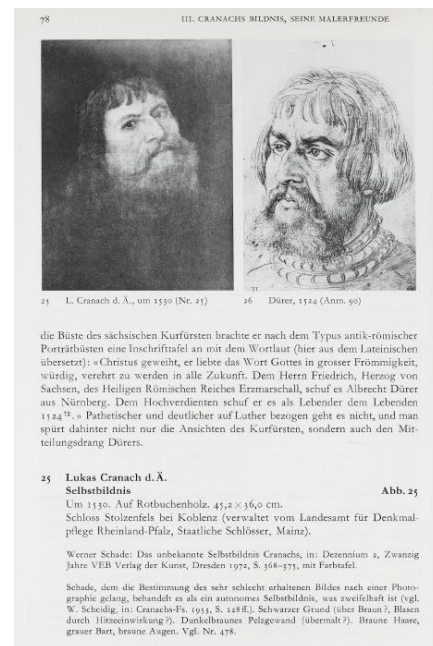 78 III. CRANACHS BILDNIS, SEINE MALERFREUNDE
25 L. Cranach d. Ä., um 1530 (Nr. 25)
26 Dürer, 1524 (Anm. 90)
die Büste des sächsischen Kurfürsten brachte er nach dem Typus antik-römischer
Porträtbüsten eine Inschrifttafel an mit dem Wortlaut (hier aus dem Lateinischen
übersetzt): «Christus geweiht, er liebte das Wort Gottes in grosser Frömmigkeit,
würdig, verehrt zu werden in alle Zukunft. Dem Herrn Friedrich, Herzog von
Sachsen, des Heiligen Römischen Reiches Erzmarschall, schuf es Albrecht Dürer
aus Nürnberg. Dem Hochverdienten schuf er es als Lebender dem Lebenden
1524⁷⁸.» Pathetischer und deutlicher auf Luther bezogen geht es nicht, und man
spürt dahinter nicht nur die Ansichten des Kurfürsten, sondern auch den Mit-
teilungsdrang Dürers.
25 Lukas Cranach d. Ä.
Selbstbildnis Abb. 25
Um 1530. Auf Rotbuchenholz. 45,2 × 36,0 cm.
Schloss Stolzenfels bei Koblenz (verwaltet vom Landesamt für Denkmal-
pflege Rheinland-Pfalz, Staatliche Schlösser, Mainz).
Werner Schade: Das unbekannte Selbstbildnis Cranachs, in: Dezennium 2, Zwanzig
Jahre VEB Verlag der Kunst, Dresden 1972, S. 368–375, mit Farbtafel.
Schade, dem die Bestimmung des sehr schlecht erhaltenen Bildes nach einer Photo-
graphie gelang, behandelt es als ein autonomes Selbstbildnis, was zweifelhaft ist (vgl.
W. Scheidig, in: Cranachs-Fs. 1953, S. 128 ff.). Schwarzer Grund (über Braun?, Blasen
durch Hitzeeinwirkung?). Dunkelbraunes Pelzgewand (übermalt?). Braune Haare,
grauer Bart, braune Augen. Vgl. Nr. 478.